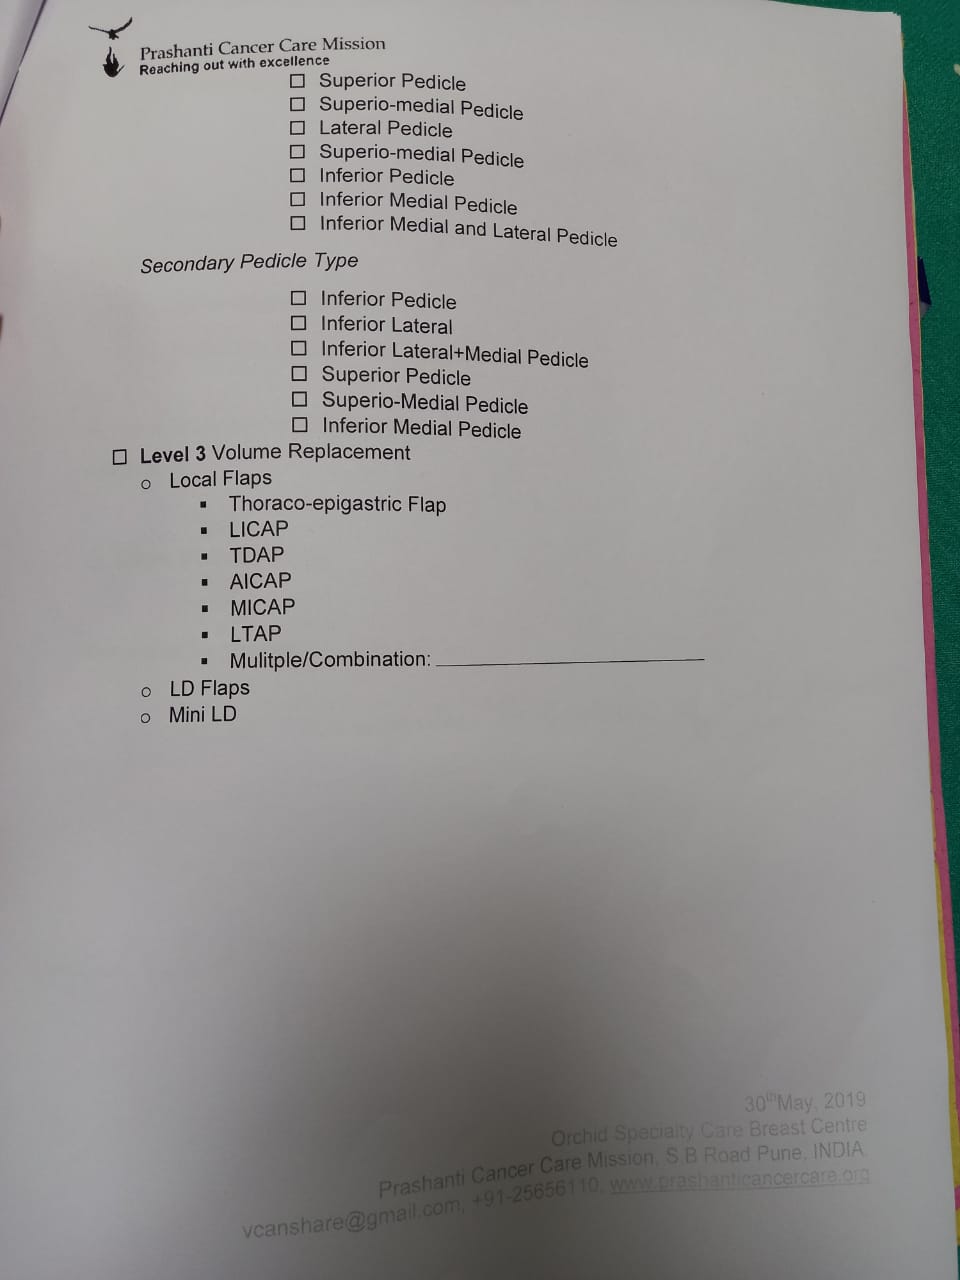 Prashanti Cancer Care Mission
Reaching out with excellence
☐ Superior Pedicle
☐ Superio-medial Pedicle
☐ Lateral Pedicle
☐ Superio-medial Pedicle
☐ Inferior Pedicle
☐ Inferior Medial Pedicle
☐ Inferior Medial and Lateral Pedicle
Secondary Pedicle Type
☐ Inferior Pedicle
☐ Inferior Lateral
☐ Inferior Lateral+Medial Pedicle
☐ Superior Pedicle
☐ Superio-Medial Pedicle
☐ Inferior Medial Pedicle
☐ Level 3 Volume Replacement
o Local Flaps
▪ Thoraco-epigastric Flap
▪ LICAP
▪ TDAP
▪ AICAP
▪ MICAP
▪ LTAP
▪ Mulitple/Combination: ____________________
o LD Flaps
o Mini LD
30th May, 2019
Orchid Specialty Care Breast Centre
Prashanti Cancer Care Mission, S.B Road Pune, INDIA
vcanshare@gmail.com, +91-25656110, www.prashanticancercare.org